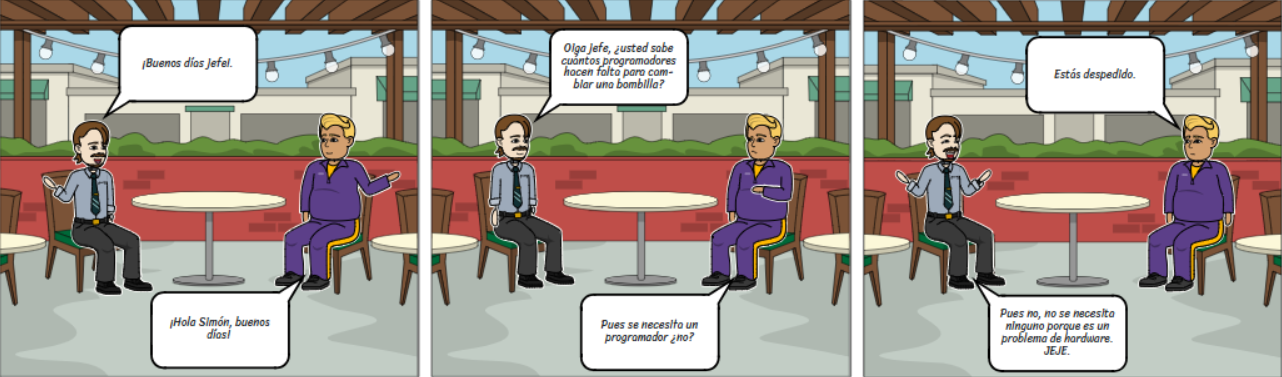 ¡Buenos días Jefe!.
¡Hola Simón, buenos
días!
Oiga Jefe, ¿usted sabe
cuántos programadores
hacen falta para cam-
biar una bombilla?
Pues se necesita un
programador ¿no?
Estás despedido.
Pues no, no se necesita
ninguno porque es un
problema de hardware.
JEJE.